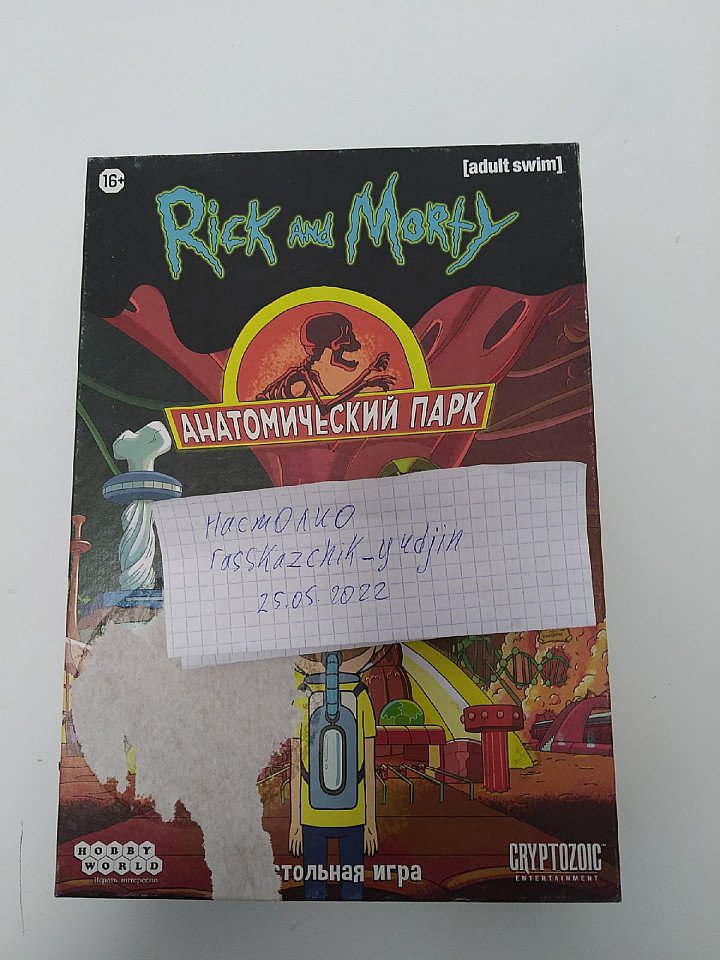 16+
[adult swim]
Rick and Morty
АНАТОМИЧЕСКИЙ ПАРК
НастОлиО
rasskazchik_yudjin
25.05.2022
HOBBY
WORLD
Играть интересно
стольная игра
CRYPTOZOIC
ENTERTAINMENT